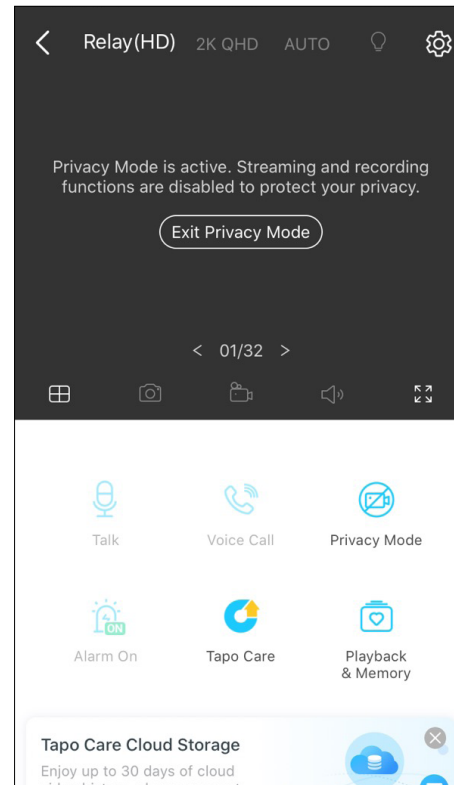 Relay(HD) 2K QHD AUTO
Privacy Mode is active. Streaming and recording
functions are disabled to protect your privacy.
Exit Privacy Mode
< 01/32 >
Talk Voice Call Privacy Mode
ON
Alarm On Tapo Care Playback
& Memory
Tapo Care Cloud Storage
Enjoy up to 30 days of cloud